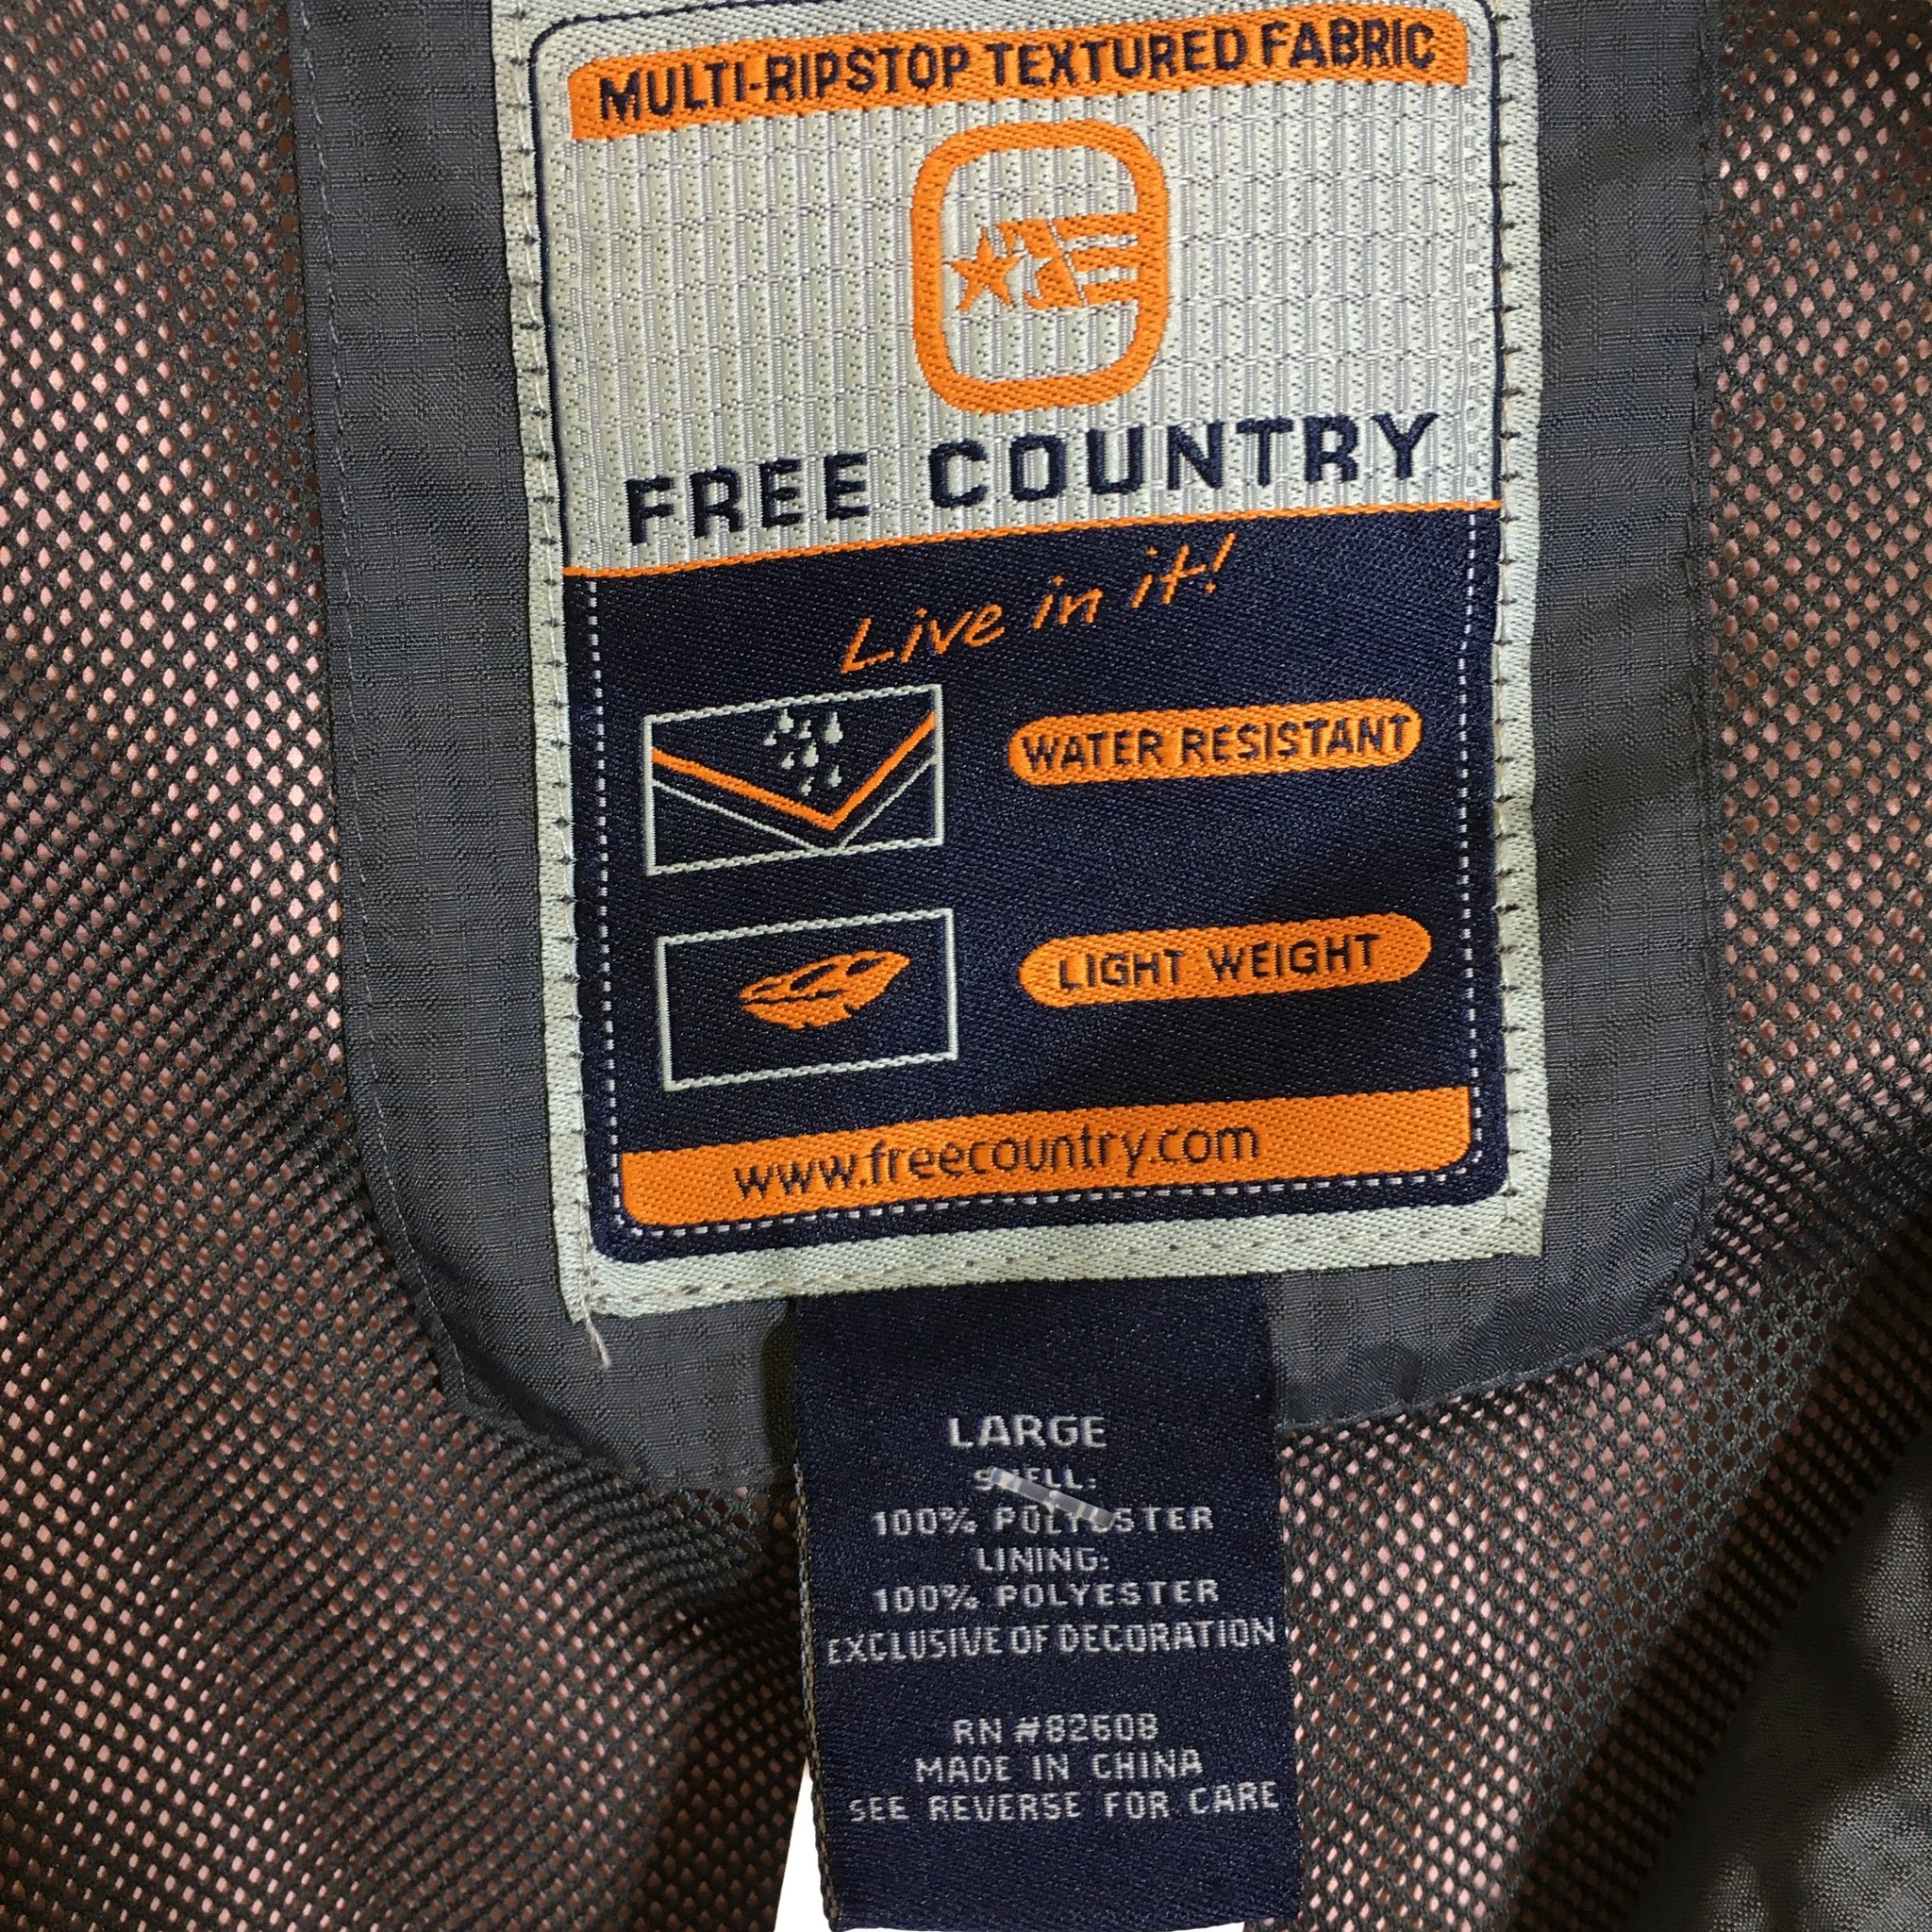 MULTI-RIPSTOP TEXTURED FABRIC
FREE COUNTRY
Live in it!
WATER RESISTANT
LIGHT WEIGHT
www.freecountry.com
LARGE
SHELL:
100% POLYESTER
LINING:
100% POLYESTER
EXCLUSIVE OF DECORATION
RN #82608
MADE IN CHINA
SEE REVERSE FOR CARE